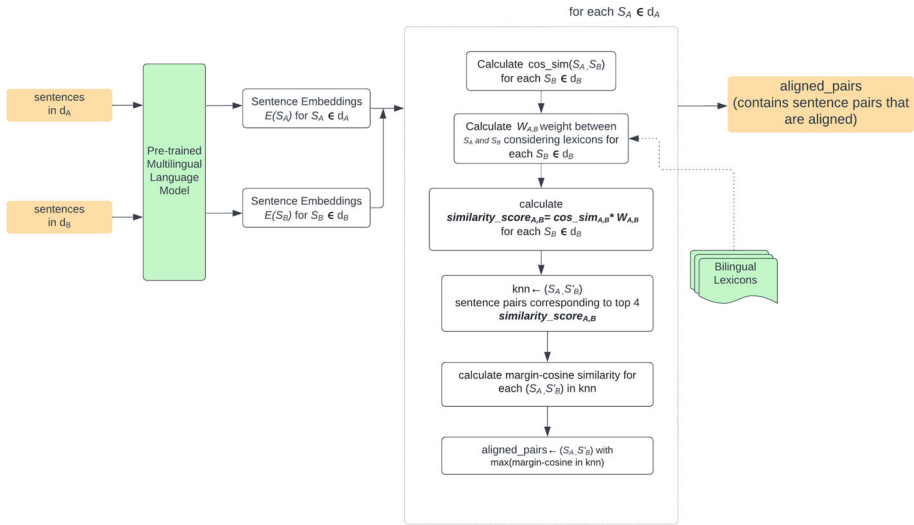 for each S_A ∈ d_A
sentences
in d_A
sentences
in d_B
Pre-trained
Multilingual
Language
Model
Sentence Embeddings
E(S_A) for S_A ∈ d_A
Sentence Embeddings
E(S_B) for S_B ∈ d_B
Calculate cos_sim(S_A,S_B)
for each S_B ∈ d_B
Calculate W_A,B weight between
S_A and S_B considering lexicons for
each S_B ∈ d_B
calculate
similarity_score_A,B= cos_sim_A,B* W_A,B
for each S_B ∈ d_B
knn←(S_A,S'_B)
sentence pairs corresponding to top 4
similarity_score_A,B
calculate margin-cosine similarity for
each (S_A,S'_B) in knn
aligned_pairs←(S_A,S'_B) with
max(margin-cosine in knn)
aligned_pairs
(contains sentence pairs that
are aligned)
Bilingual
Lexicons